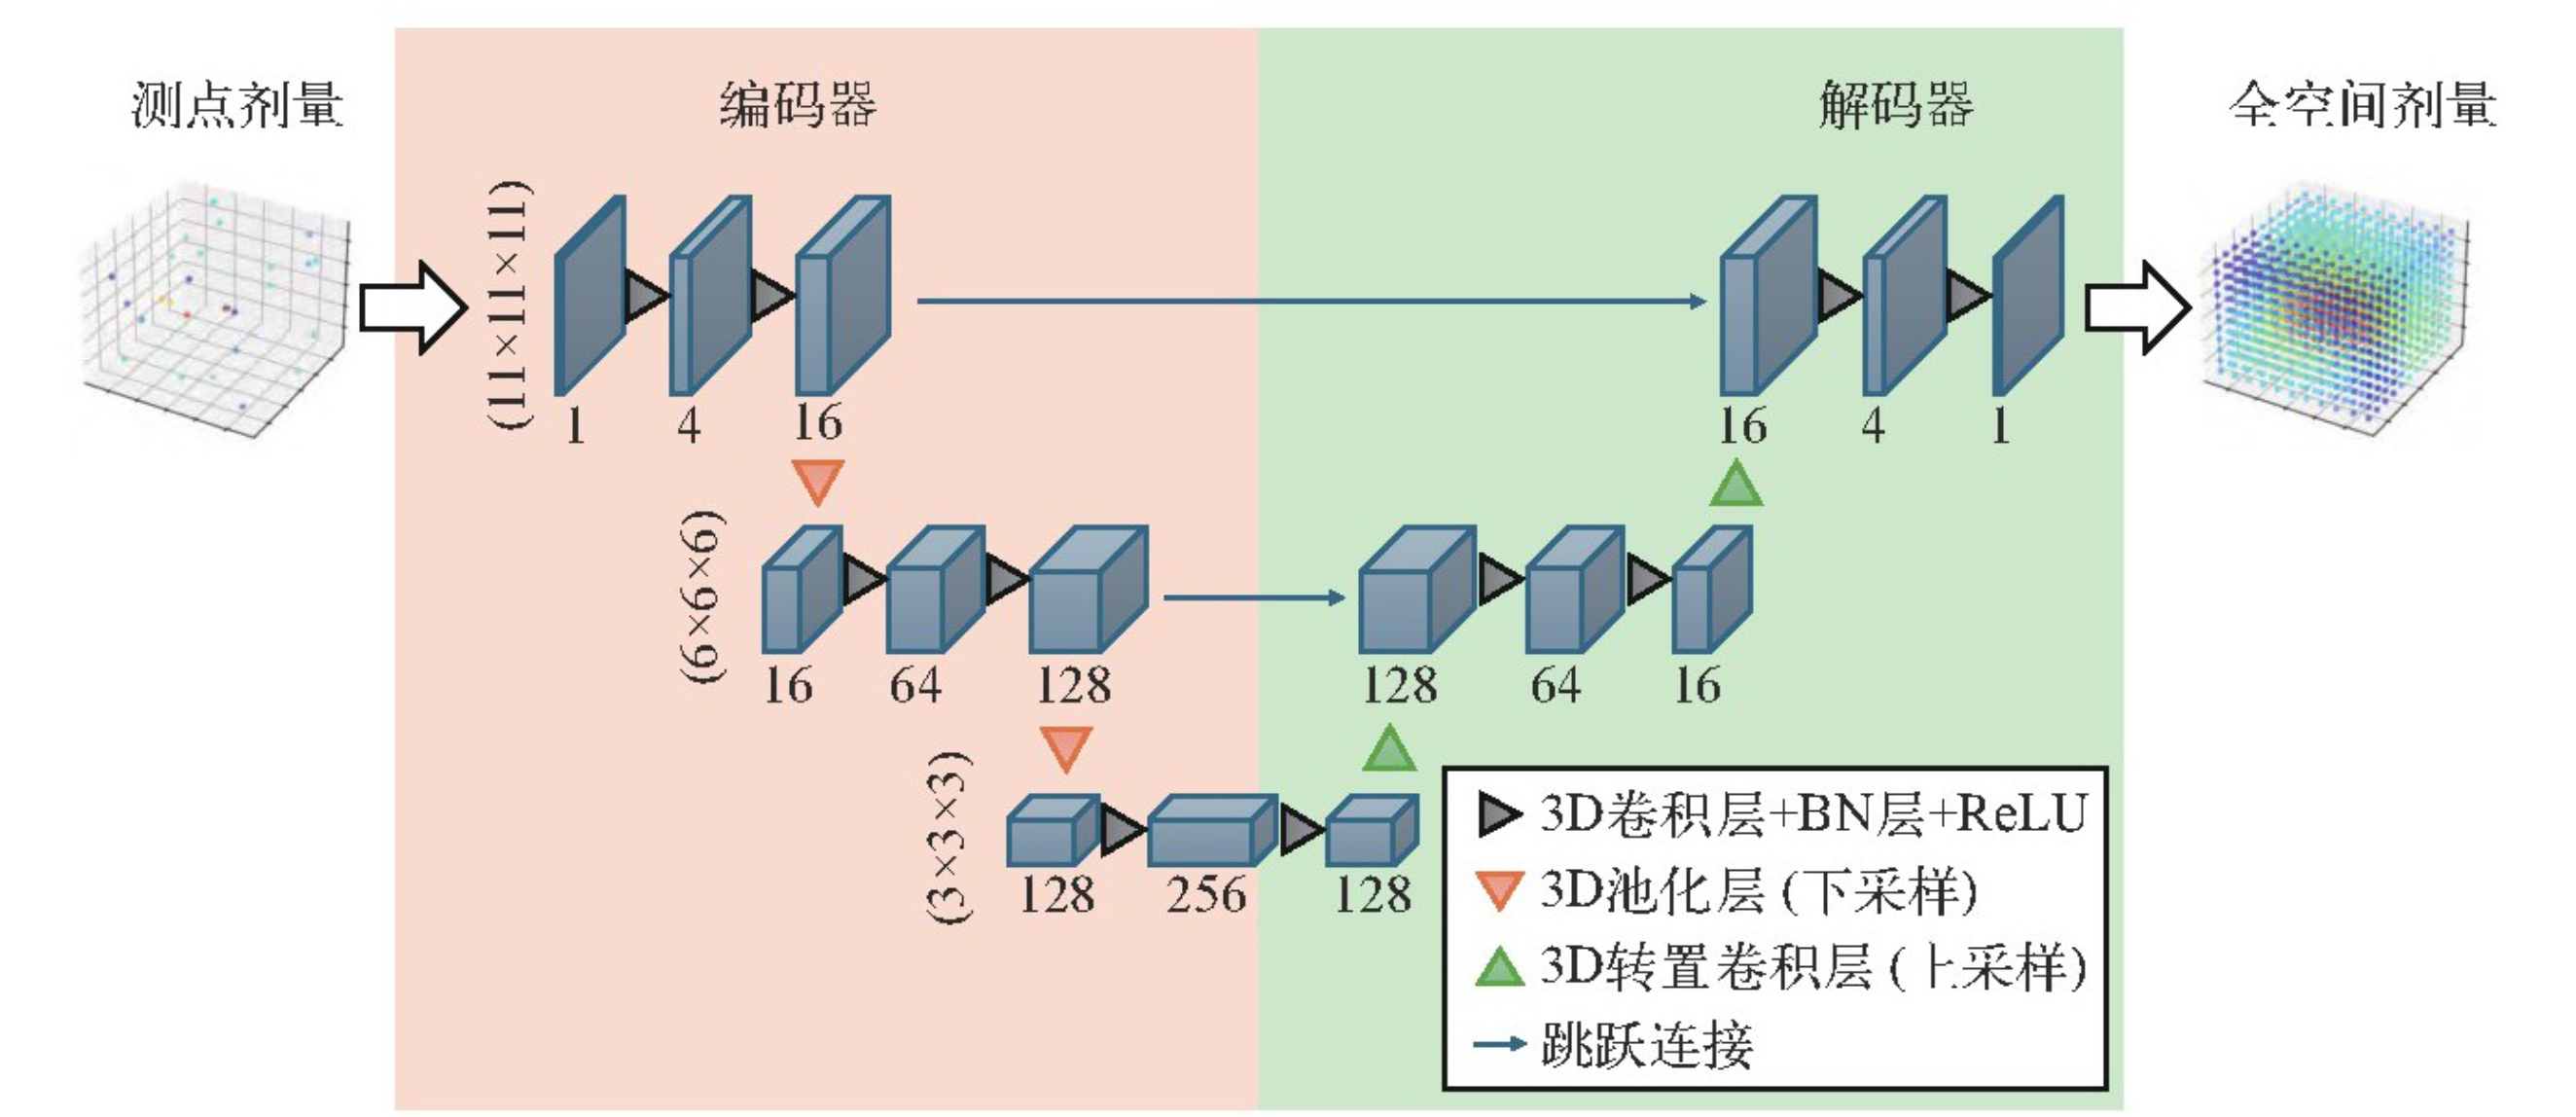 测点剂量
编码器
解码器
全空间剂量
(11×11×11)
1 4 16
16 4 1
(6×6×6)
16 64 128
128 64 16
(3×3×3)
128 256 128
3D卷积层+BN层+ReLU
3D池化层(下采样)
3D转置卷积层(上采样)
跳跃连接